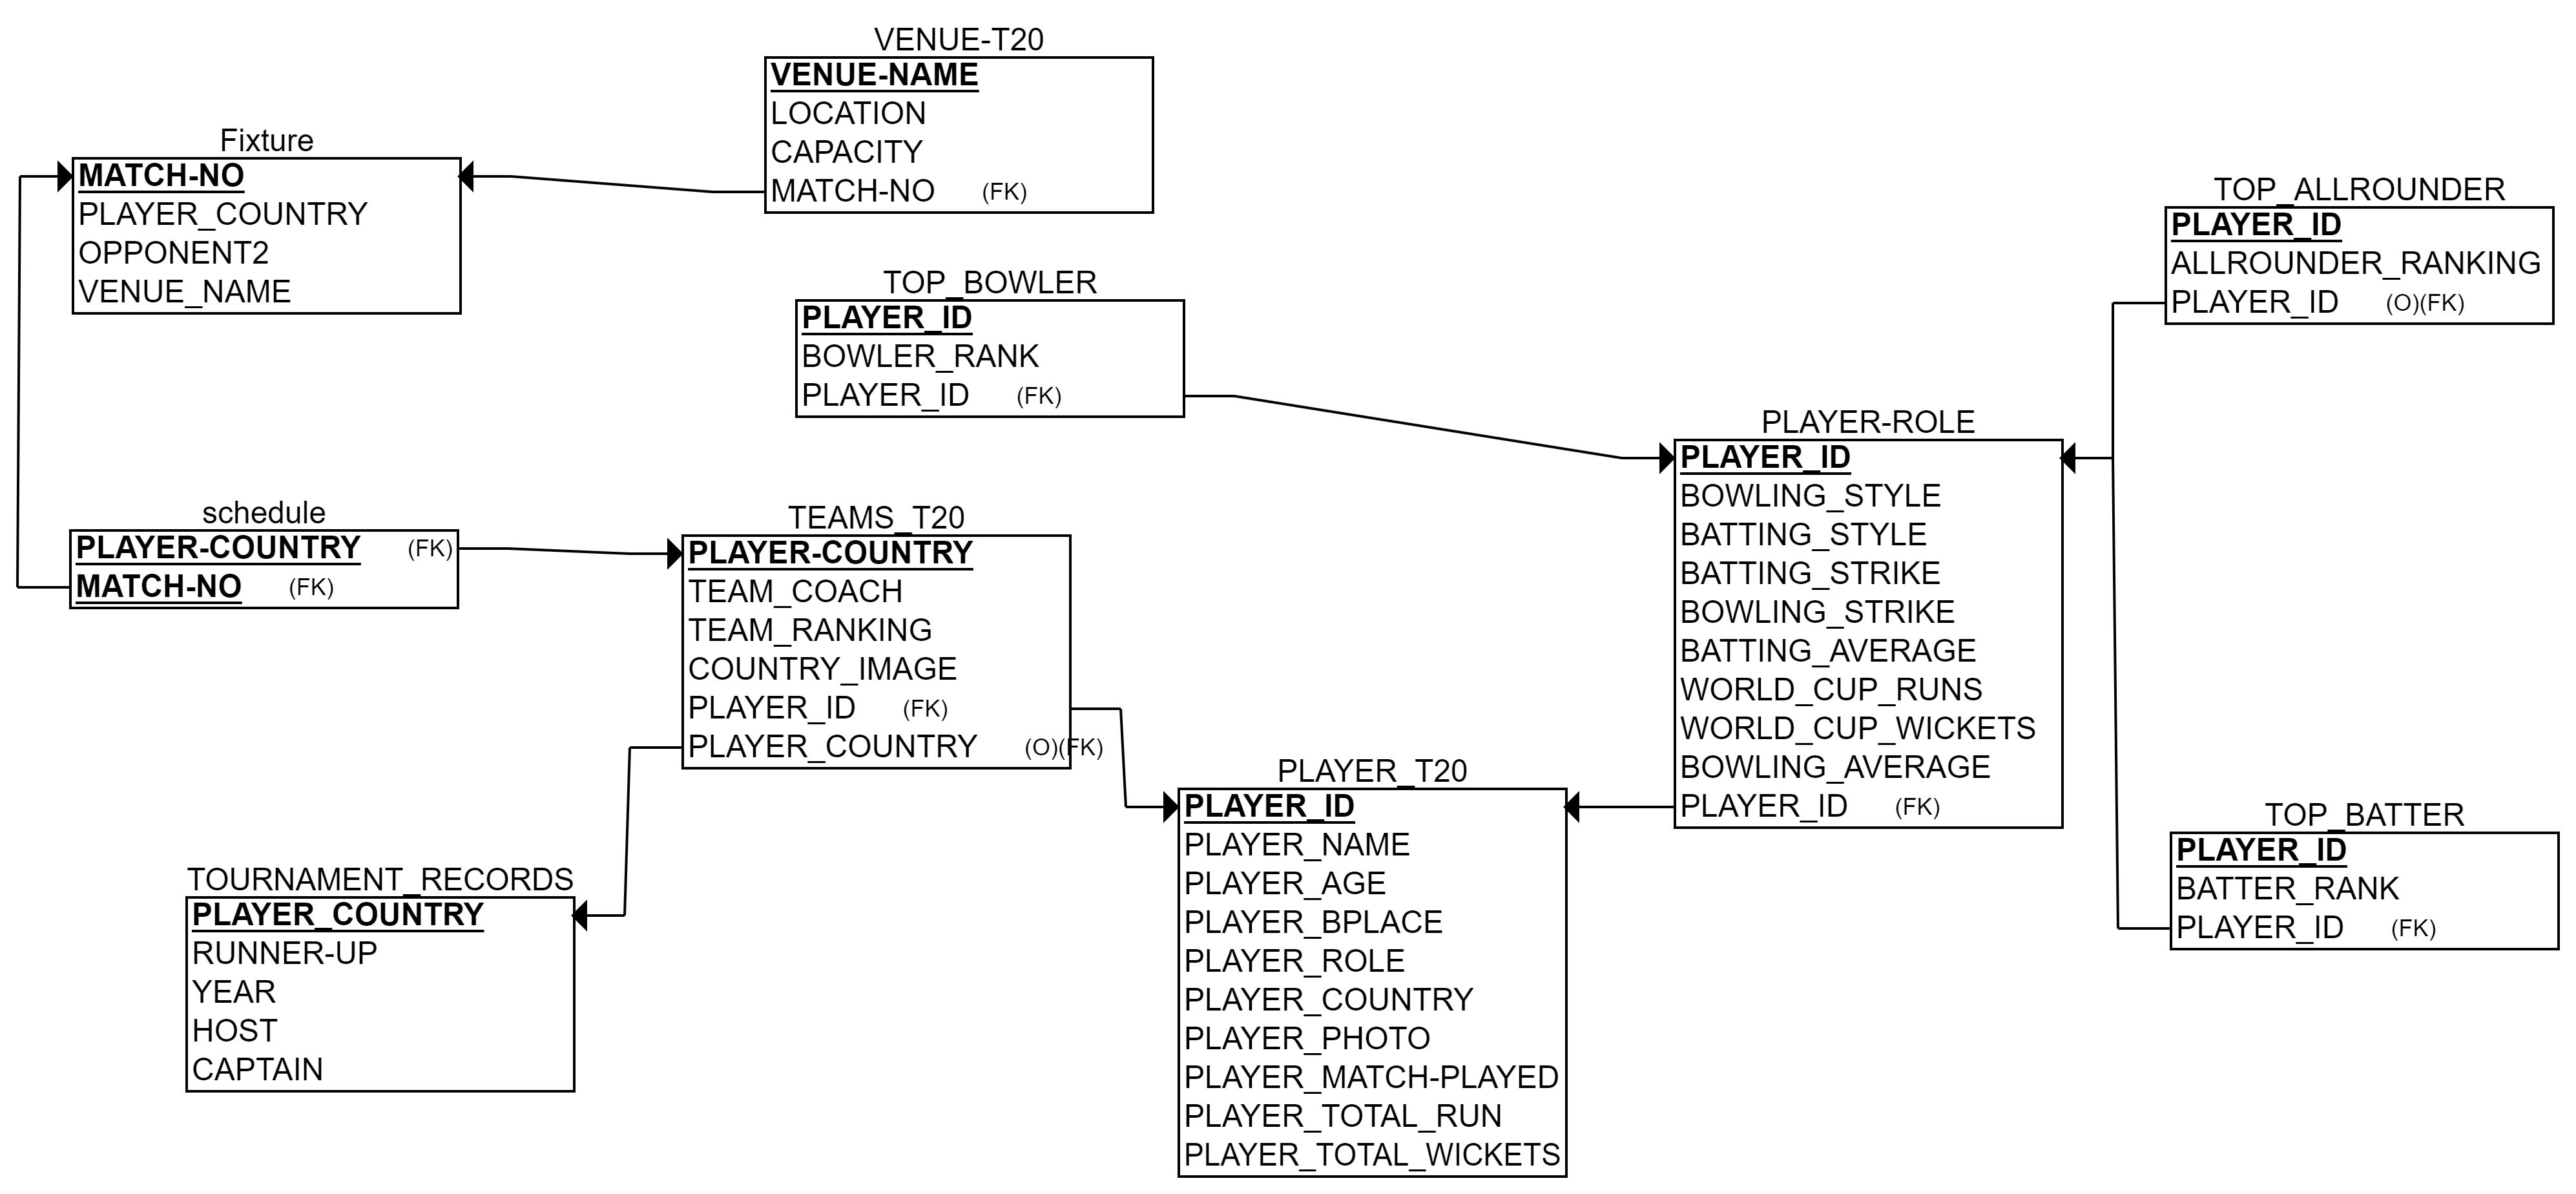 VENUE-T20
VENUE-NAME
LOCATION
CAPACITY
MATCH-NO (FK)
Fixture
MATCH-NO
PLAYER_COUNTRY
OPPONENT2
VENUE_NAME
TOP_BOWLER
PLAYER_ID
BOWLER_RANK
PLAYER_ID (FK)
TOP_ALLROUNDER
PLAYER_ID
ALLROUNDER_RANKING
PLAYER_ID (O)(FK)
PLAYER-ROLE
PLAYER_ID
BOWLING_STYLE
BATTING_STYLE
BATTING_STRIKE
BOWLING_STRIKE
BATTING_AVERAGE
WORLD_CUP_RUNS
WORLD_CUP_WICKETS
BOWLING_AVERAGE
PLAYER_ID (FK)
schedule
PLAYER-COUNTRY (FK)
MATCH-NO (FK)
TEAMS_T20
PLAYER-COUNTRY
TEAM_COACH
TEAM_RANKING
COUNTRY_IMAGE
PLAYER_ID (FK)
PLAYER_COUNTRY (O)(FK)
TOURNAMENT_RECORDS
PLAYER_COUNTRY
RUNNER-UP
YEAR
HOST
CAPTAIN
PLAYER_T20
PLAYER_ID
PLAYER_NAME
PLAYER_AGE
PLAYER_BPLACE
PLAYER_ROLE
PLAYER_COUNTRY
PLAYER_PHOTO
PLAYER_MATCH-PLAYED
PLAYER_TOTAL_RUN
PLAYER_TOTAL_WICKETS
TOP_BATTER
PLAYER_ID
BATTER_RANK
PLAYER_ID (FK)